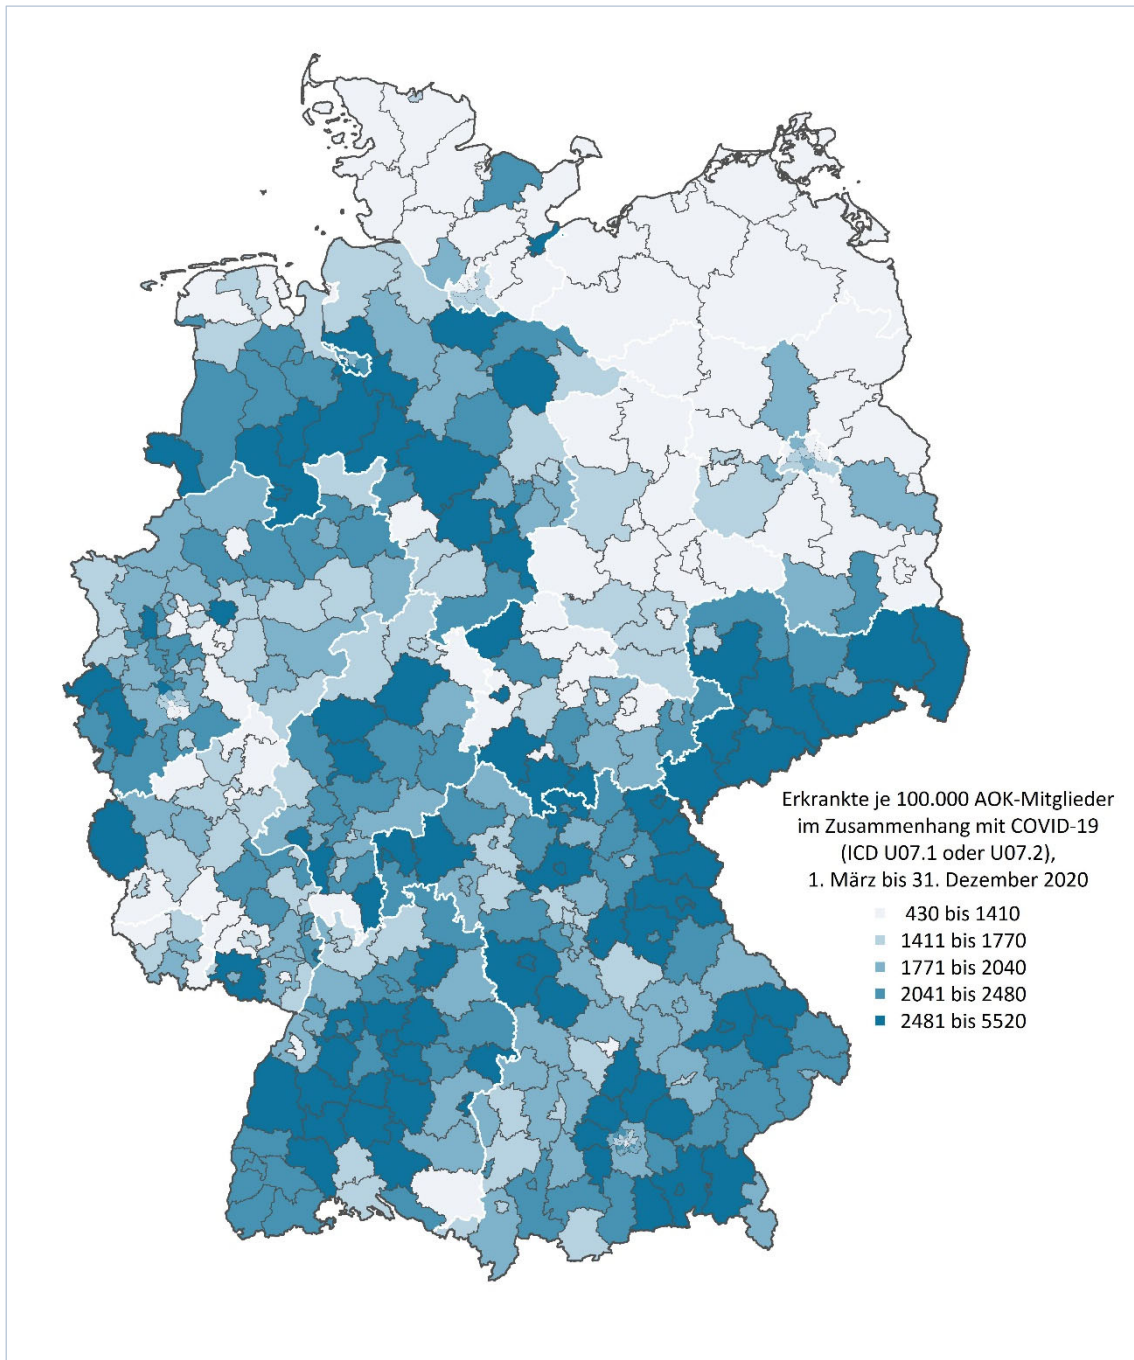 Erkrankte je 100.000 AOK-Mitglieder
im Zusammenhang mit COVID-19
(ICD U07.1 oder U07.2),
1. März bis 31. Dezember 2020
430 bis 1410
1411 bis 1770
1771 bis 2040
2041 bis 2480
2481 bis 5520